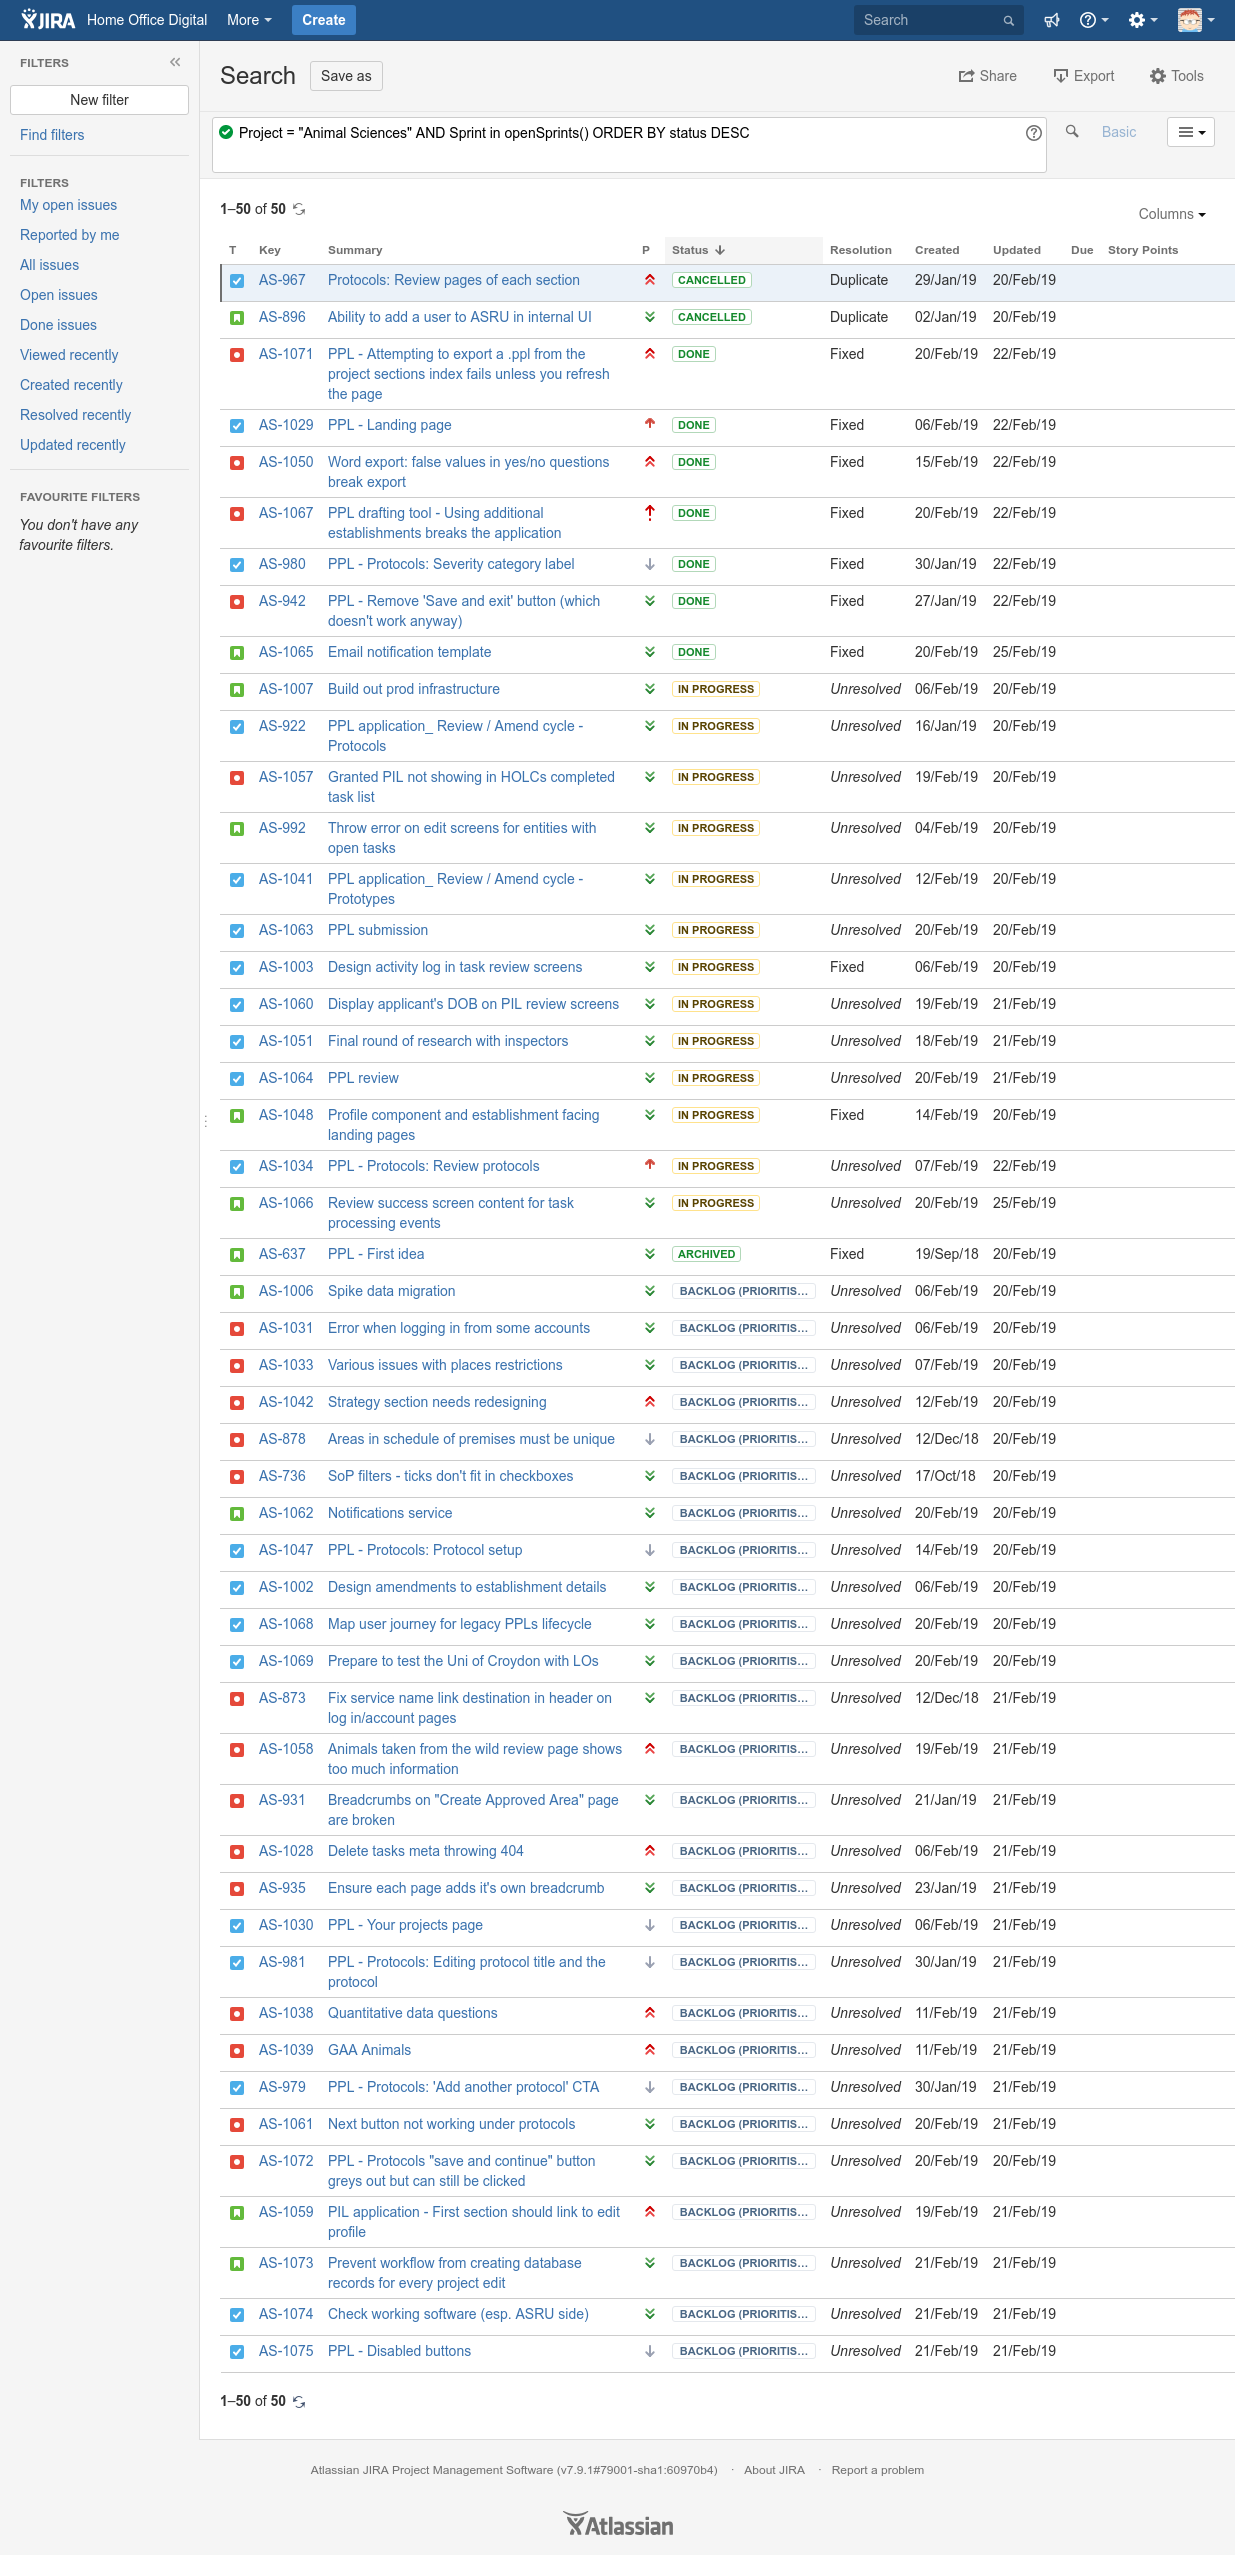 JIRA Home Office Digital More Create Search
FILTERS
New filter
Find filters
FILTERS
My open issues
Reported by me
All issues
Open issues
Done issues
Viewed recently
Created recently
Resolved recently
Updated recently
FAVOURITE FILTERS
You don't have any
favourite filters.
Search Save as Share Export Tools
Project = "Animal Sciences" AND Sprint in openSprints() ORDER BY status DESC Basic
1–50 of 50
Columns
T Key Summary P Status Resolution Created Updated Due Story Points
AS-967 Protocols: Review pages of each section CANCELLED Duplicate 29/Jan/19 20/Feb/19
AS-896 Ability to add a user to ASRU in internal UI CANCELLED Duplicate 02/Jan/19 20/Feb/19
AS-1071 PPL - Attempting to export a .ppl from the DONE Fixed 20/Feb/19 22/Feb/19
project sections index fails unless you refresh
the page
AS-1029 PPL - Landing page DONE Fixed 06/Feb/19 22/Feb/19
AS-1050 Word export: false values in yes/no questions DONE Fixed 15/Feb/19 22/Feb/19
break export
AS-1067 PPL drafting tool - Using additional DONE Fixed 20/Feb/19 22/Feb/19
establishments breaks the application
AS-980 PPL - Protocols: Severity category label DONE Fixed 30/Jan/19 22/Feb/19
AS-942 PPL - Remove 'Save and exit' button (which DONE Fixed 27/Jan/19 22/Feb/19
doesn't work anyway)
AS-1065 Email notification template DONE Fixed 20/Feb/19 25/Feb/19
AS-1007 Build out prod infrastructure IN PROGRESS Unresolved 06/Feb/19 20/Feb/19
AS-922 PPL application_ Review / Amend cycle - IN PROGRESS Unresolved 16/Jan/19 20/Feb/19
Protocols
AS-1057 Granted PIL not showing in HOLCs completed IN PROGRESS Unresolved 19/Feb/19 20/Feb/19
task list
AS-992 Throw error on edit screens for entities with IN PROGRESS Unresolved 04/Feb/19 20/Feb/19
open tasks
AS-1041 PPL application_ Review / Amend cycle - IN PROGRESS Unresolved 12/Feb/19 20/Feb/19
Prototypes
AS-1063 PPL submission IN PROGRESS Unresolved 20/Feb/19 20/Feb/19
AS-1003 Design activity log in task review screens IN PROGRESS Fixed 06/Feb/19 20/Feb/19
AS-1060 Display applicant's DOB on PIL review screens IN PROGRESS Unresolved 19/Feb/19 21/Feb/19
AS-1051 Final round of research with inspectors IN PROGRESS Unresolved 18/Feb/19 21/Feb/19
AS-1064 PPL review IN PROGRESS Unresolved 20/Feb/19 21/Feb/19
AS-1048 Profile component and establishment facing IN PROGRESS Fixed 14/Feb/19 20/Feb/19
landing pages
AS-1034 PPL - Protocols: Review protocols IN PROGRESS Unresolved 07/Feb/19 22/Feb/19
AS-1066 Review success screen content for task IN PROGRESS Unresolved 20/Feb/19 25/Feb/19
processing events
AS-637 PPL - First idea ARCHIVED Fixed 19/Sep/18 20/Feb/19
AS-1006 Spike data migration BACKLOG (PRIORITIS... Unresolved 06/Feb/19 20/Feb/19
AS-1031 Error when logging in from some accounts BACKLOG (PRIORITIS... Unresolved 06/Feb/19 20/Feb/19
AS-1033 Various issues with places restrictions BACKLOG (PRIORITIS... Unresolved 07/Feb/19 20/Feb/19
AS-1042 Strategy section needs redesigning BACKLOG (PRIORITIS... Unresolved 12/Feb/19 20/Feb/19
AS-878 Areas in schedule of premises must be unique BACKLOG (PRIORITIS... Unresolved 12/Dec/18 20/Feb/19
AS-736 SoP filters - ticks don't fit in checkboxes BACKLOG (PRIORITIS... Unresolved 17/Oct/18 20/Feb/19
AS-1062 Notifications service BACKLOG (PRIORITIS... Unresolved 20/Feb/19 20/Feb/19
AS-1047 PPL - Protocols: Protocol setup BACKLOG (PRIORITIS... Unresolved 14/Feb/19 20/Feb/19
AS-1002 Design amendments to establishment details BACKLOG (PRIORITIS... Unresolved 06/Feb/19 20/Feb/19
AS-1068 Map user journey for legacy PPLs lifecycle BACKLOG (PRIORITIS... Unresolved 20/Feb/19 20/Feb/19
AS-1069 Prepare to test the Uni of Croydon with LOs BACKLOG (PRIORITIS... Unresolved 20/Feb/19 20/Feb/19
AS-873 Fix service name link destination in header on BACKLOG (PRIORITIS... Unresolved 12/Dec/18 21/Feb/19
log in/account pages
AS-1058 Animals taken from the wild review page shows BACKLOG (PRIORITIS... Unresolved 19/Feb/19 21/Feb/19
too much information
AS-931 Breadcrumbs on "Create Approved Area" page BACKLOG (PRIORITIS... Unresolved 21/Jan/19 21/Feb/19
are broken
AS-1028 Delete tasks meta throwing 404 BACKLOG (PRIORITIS... Unresolved 06/Feb/19 21/Feb/19
AS-935 Ensure each page adds it's own breadcrumb BACKLOG (PRIORITIS... Unresolved 23/Jan/19 21/Feb/19
AS-1030 PPL - Your projects page BACKLOG (PRIORITIS... Unresolved 06/Feb/19 21/Feb/19
AS-981 PPL - Protocols: Editing protocol title and the BACKLOG (PRIORITIS... Unresolved 30/Jan/19 21/Feb/19
protocol
AS-1038 Quantitative data questions BACKLOG (PRIORITIS... Unresolved 11/Feb/19 21/Feb/19
AS-1039 GAA Animals BACKLOG (PRIORITIS... Unresolved 11/Feb/19 21/Feb/19
AS-979 PPL - Protocols: 'Add another protocol' CTA BACKLOG (PRIORITIS... Unresolved 30/Jan/19 21/Feb/19
AS-1061 Next button not working under protocols BACKLOG (PRIORITIS... Unresolved 20/Feb/19 21/Feb/19
AS-1072 PPL - Protocols "save and continue" button BACKLOG (PRIORITIS... Unresolved 20/Feb/19 20/Feb/19
greys out but can still be clicked
AS-1059 PIL application - First section should link to edit BACKLOG (PRIORITIS... Unresolved 19/Feb/19 21/Feb/19
profile
AS-1073 Prevent workflow from creating database BACKLOG (PRIORITIS... Unresolved 21/Feb/19 21/Feb/19
records for every project edit
AS-1074 Check working software (esp. ASRU side) BACKLOG (PRIORITIS... Unresolved 21/Feb/19 21/Feb/19
AS-1075 PPL - Disabled buttons BACKLOG (PRIORITIS... Unresolved 21/Feb/19 21/Feb/19
1–50 of 50
Atlassian JIRA Project Management Software (v7.9.1#79001-sha1:60970b4) · About JIRA · Report a problem
Atlassian